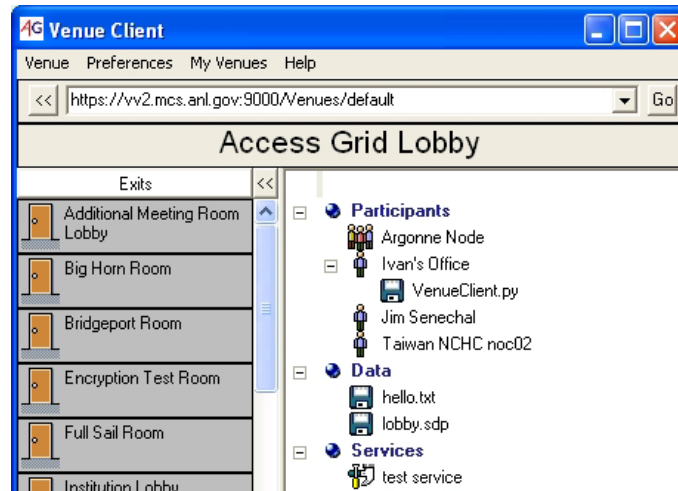 AG Venue Client
Venue Preferences My Venues Help
<< https://vv2.mcs.anl.gov:9000/Venues/default Go
Access Grid Lobby
Exits <<
Additional Meeting Room
Lobby
Big Horn Room
Bridgeport Room
Encryption Test Room
Full Sail Room
Institution Lobby
Participants
Argonne Node
Ivan's Office
VenueClient.py
Jim Senechal
Taiwan NCHC noc02
Data
hello.txt
lobby.sdp
Services
test service